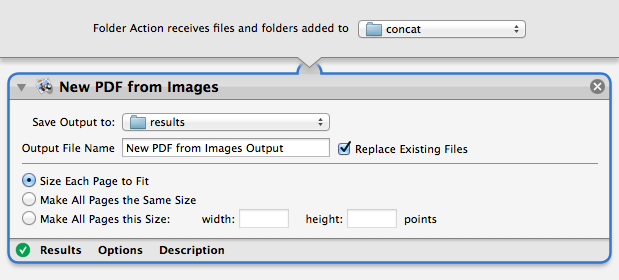 Folder Action receives files and folders added to concat
New PDF from Images
Save Output to: results
Output File Name New PDF from Images Output Replace Existing Files
Size Each Page to Fit
Make All Pages the Same Size
Make All Pages this Size: width: height: points
Results Options Description